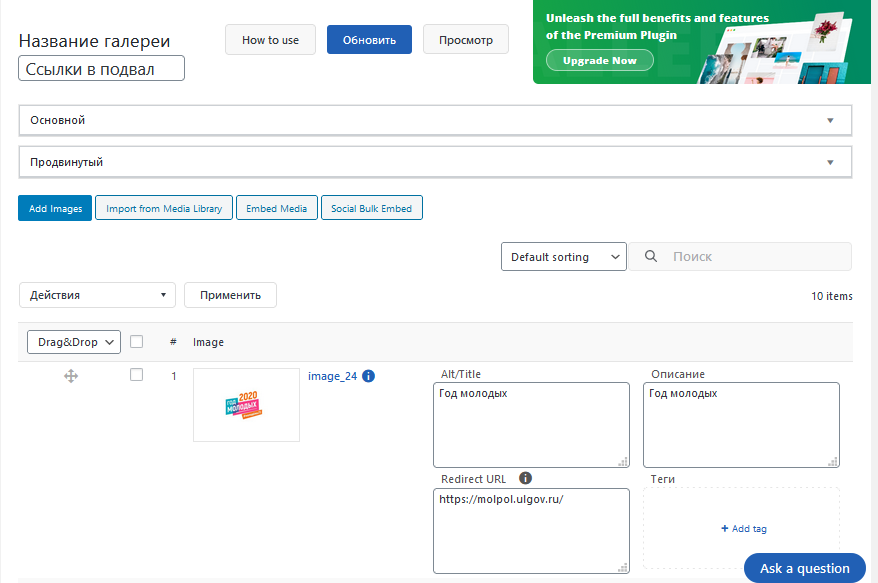 Название галереи
Ссылки в подвал
How to use
Обновить
Просмотр
Unleash the full benefits and features
of the Premium Plugin
Upgrade Now
Основной
Продвинутый
Add Images
Import from Media Library
Embed Media
Social Bulk Embed
Default sorting
Поиск
Действия
Применить
10 items
Drag&Drop
#
Image
1
2020
ГОД
МОЛОДЫХ
image_24
Alt/Title
Год молодых
Описание
Год молодых
Redirect URL
https://molpol.ulgov.ru/
Теги
+ Add tag
Ask a question